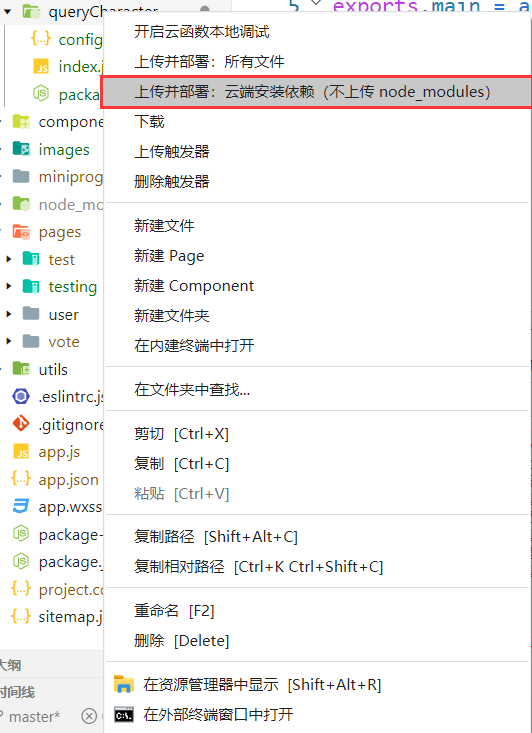 queryCharacter
5 exports.main = a
config
index.j
packa
compone
images
miniprog
node_mo
pages
test
testing
user
vote
utils
.eslintrc.js
.gitignore
app.js
app.json
app.wxss
package-
package.j
project.co
sitemap.j
大纲
时间线
master*
开启云函数本地调试
上传并部署：所有文件
上传并部署：云端安装依赖（不上传 node_modules）
下载
上传触发器
删除触发器
新建文件
新建 Page
新建 Component
新建文件夹
在内建终端中打开
在文件夹中查找...
剪切 [Ctrl+X]
复制 [Ctrl+C]
粘贴 [Ctrl+V]
复制路径 [Shift+Alt+C]
复制相对路径 [Ctrl+K Ctrl+Shift+C]
重命名 [F2]
删除 [Delete]
在资源管理器中显示 [Shift+Alt+R]
在外部终端窗口中打开